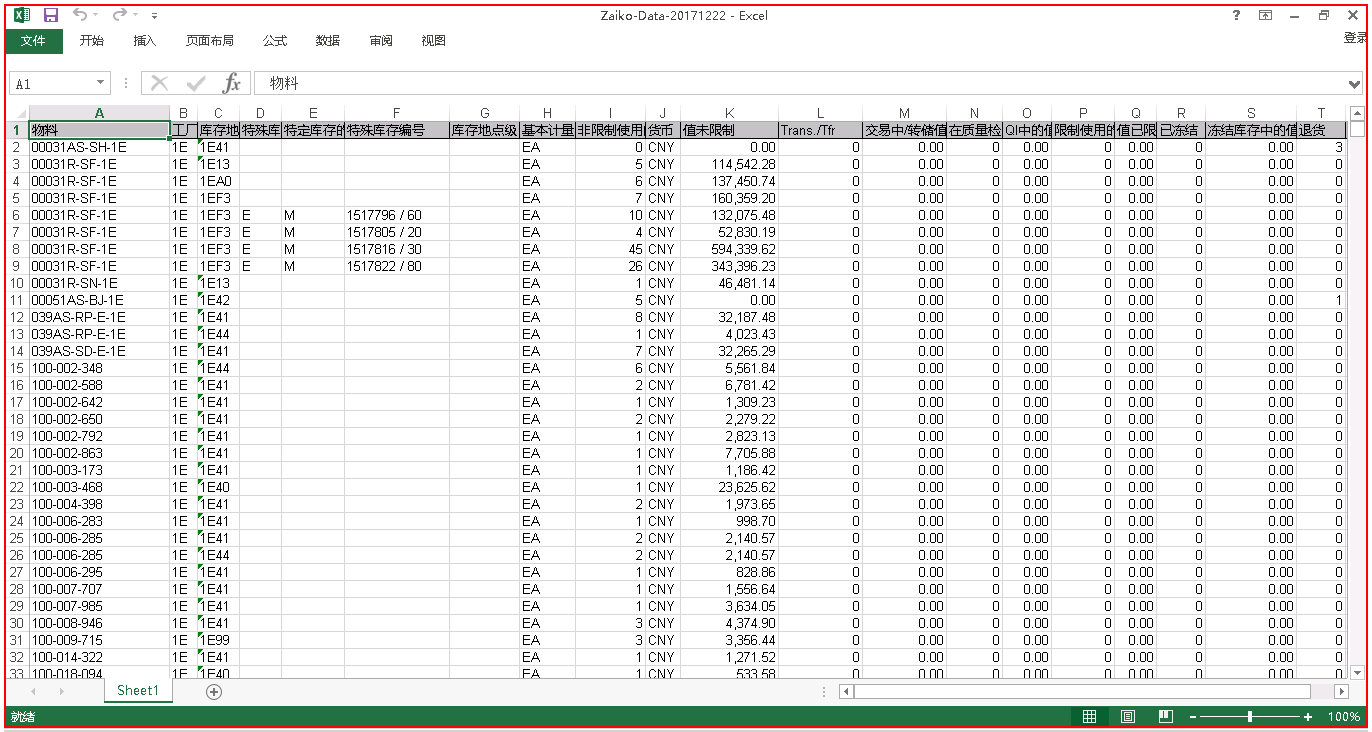 Zaiko-Data-20171222 - Excel
?
文件 开始 插入 页面布局 公式 数据 审阅 视图 登录
A1 fx 物料
A B C D E F G H I J K L M N O P Q R S T
1 物料 工厂 库存地 特殊库 特定库存的 特殊库存编号 库存地点级 基本计量 非限制使用 货币 值未限制 Trans./Tfr 交易中/转储值 在质量检 QI中的值 限制使用的 值已限 已冻结 冻结库存中的值 退货
2 00031AS-SH-1E 1E 1E41 EA 0 CNY 0.00 0 0 0 0.00 0 0.00 0 0.00 3
3 00031R-SF-1E 1E 1E13 EA 5 CNY 114,542.28 0 0 0 0.00 0 0.00 0 0.00 0
4 00031R-SF-1E 1E 1EA0 EA 6 CNY 137,450.74 0 0 0 0.00 0 0.00 0 0.00 0
5 00031R-SF-1E 1E 1EF3 EA 7 CNY 160,359.20 0 0 0 0.00 0 0.00 0 0.00 0
6 00031R-SF-1E 1E 1EF3 E M 1517796 / 60 EA 10 CNY 132,075.48 0 0 0 0.00 0 0.00 0 0.00 0
7 00031R-SF-1E 1E 1EF3 E M 1517805 / 20 EA 4 CNY 52,830.19 0 0 0 0.00 0 0.00 0 0.00 0
8 00031R-SF-1E 1E 1EF3 E M 1517816 / 30 EA 45 CNY 594,339.62 0 0 0 0.00 0 0.00 0 0.00 0
9 00031R-SF-1E 1E 1EF3 E M 1517822 / 80 EA 26 CNY 343,396.23 0 0 0 0.00 0 0.00 0 0.00 0
10 00031R-SN-1E 1E 1E13 EA 1 CNY 46,481.14 0 0 0 0.00 0 0.00 0 0.00 0
11 00051AS-BJ-1E 1E 1E42 EA 5 CNY 0.00 0 0 0 0.00 0 0.00 0 0.00 1
12 039AS-RP-E-1E 1E 1E41 EA 8 CNY 32,187.48 0 0 0 0.00 0 0.00 0 0.00 0
13 039AS-RP-E-1E 1E 1E44 EA 1 CNY 4,023.43 0 0 0 0.00 0 0.00 0 0.00 0
14 039AS-SD-E-1E 1E 1E41 EA 7 CNY 32,265.29 0 0 0 0.00 0 0.00 0 0.00 0
15 100-002-348 1E 1E44 EA 6 CNY 5,561.84 0 0 0 0.00 0 0.00 0 0.00 0
16 100-002-588 1E 1E41 EA 2 CNY 6,781.42 0 0 0 0.00 0 0.00 0 0.00 0
17 100-002-642 1E 1E41 EA 1 CNY 1,309.23 0 0 0 0.00 0 0.00 0 0.00 0
18 100-002-650 1E 1E41 EA 2 CNY 2,279.22 0 0 0 0.00 0 0.00 0 0.00 0
19 100-002-792 1E 1E41 EA 1 CNY 2,823.13 0 0 0 0.00 0 0.00 0 0.00 0
20 100-002-863 1E 1E41 EA 1 CNY 7,705.88 0 0 0 0.00 0 0.00 0 0.00 0
21 100-003-173 1E 1E41 EA 1 CNY 1,186.42 0 0 0 0.00 0 0.00 0 0.00 0
22 100-003-468 1E 1E40 EA 1 CNY 23,625.62 0 0 0 0.00 0 0.00 0 0.00 0
23 100-004-398 1E 1E41 EA 2 CNY 1,973.65 0 0 0 0.00 0 0.00 0 0.00 0
24 100-006-283 1E 1E41 EA 1 CNY 998.70 0 0 0 0.00 0 0.00 0 0.00 0
25 100-006-285 1E 1E41 EA 2 CNY 2,140.57 0 0 0 0.00 0 0.00 0 0.00 0
26 100-006-285 1E 1E44 EA 2 CNY 2,140.57 0 0 0 0.00 0 0.00 0 0.00 0
27 100-006-295 1E 1E41 EA 1 CNY 828.86 0 0 0 0.00 0 0.00 0 0.00 0
28 100-007-707 1E 1E41 EA 1 CNY 1,556.64 0 0 0 0.00 0 0.00 0 0.00 0
29 100-007-985 1E 1E41 EA 1 CNY 3,634.05 0 0 0 0.00 0 0.00 0 0.00 0
30 100-008-946 1E 1E41 EA 3 CNY 4,374.90 0 0 0 0.00 0 0.00 0 0.00 0
31 100-009-715 1E 1E99 EA 3 CNY 3,356.44 0 0 0 0.00 0 0.00 0 0.00 0
32 100-014-322 1E 1E41 EA 1 CNY 1,271.52 0 0 0 0.00 0 0.00 0 0.00 0
33 100-018-094 1E 1E40 EA 1 CNY 533.58 0 0 0 0.00 0 0.00 0 0.00 0
Sheet1
就绪 100%